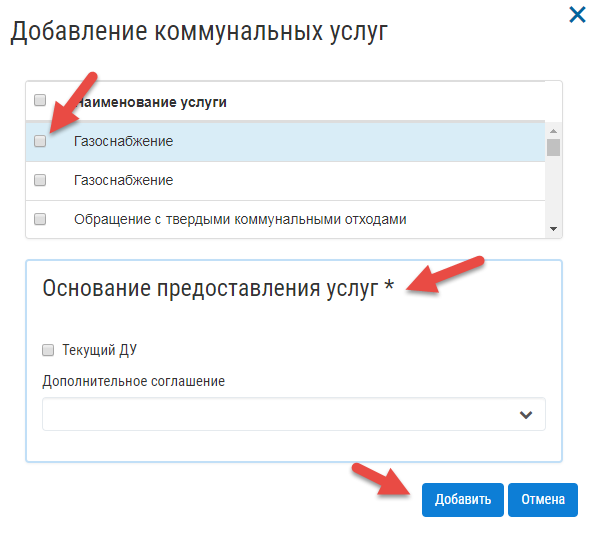 Добавление коммунальных услуг
Наименование услуги
Газоснабжение
Газоснабжение
Обращение с твердыми коммунальными отходами
Основание предоставления услуг *
Текущий ДУ
Дополнительное соглашение
Добавить Отмена